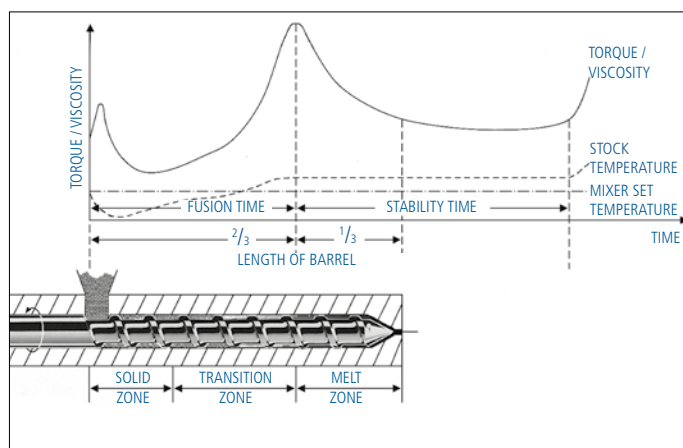 TORQUE / VISCOSITY
TORQUE /
VISCOSITY
STOCK
TEMPERATURE
MIXER SET
TEMPERATURE
FUSION TIME
STABILITY TIME
TIME
2/3
1/3
LENGTH OF BARREL
SOLID
ZONE
TRANSITION
ZONE
MELT
ZONE